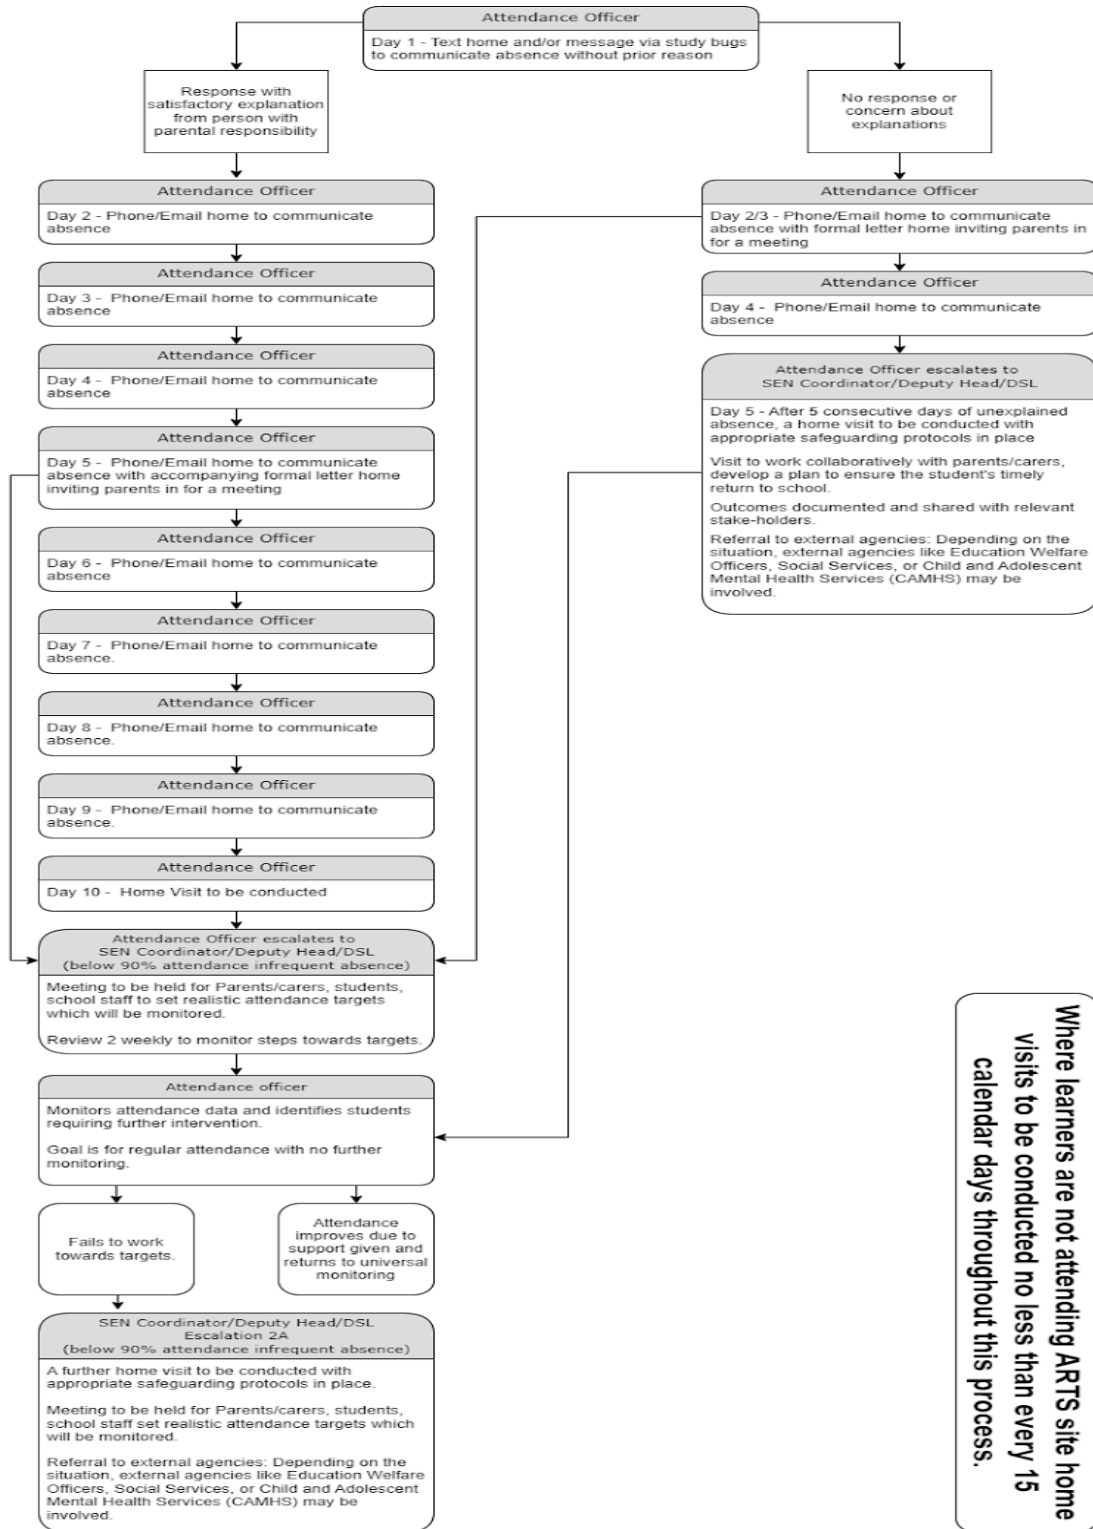 Attendance Officer
Day 1 - Text home and/or message via study bugs
to communicate absence without prior reason
Response with
satisfactory explanation
from person with
parental responsibility
No response or
concern about
explanations
Attendance Officer
Day 2 - Phone/Email home to communicate
absence
Attendance Officer
Day 3 - Phone/Email home to communicate
absence
Attendance Officer
Day 4 - Phone/Email home to communicate
absence
Attendance Officer
Day 5 - Phone/Email home to communicate
absence with accompanying formal letter home
inviting parents in for a meeting
Attendance Officer
Day 6 - Phone/Email home to communicate
absence
Attendance Officer
Day 7 - Phone/Email home to communicate
absence.
Attendance Officer
Day 8 - Phone/Email home to communicate
absence.
Attendance Officer
Day 9 - Phone/Email home to communicate
absence.
Attendance Officer
Day 10 - Home Visit to be conducted
Attendance Officer escalates to
SEN Coordinator/Deputy Head/DSL
(below 90% attendance infrequent absence)
Meeting to be held for Parents/carers, students,
school staff to set realistic attendance targets
which will be monitored.
Review 2 weekly to monitor steps towards targets.
Attendance officer
Monitors attendance data and identifies students
requiring further intervention.
Goal is for regular attendance with no further
monitoring.
Fails to work
towards targets.
Attendance
improves due to
support given and
returns to universal
monitoring
SEN Coordinator/Deputy Head/DSL
Escalation 2A
(below 90% attendance infrequent absence)
A further home visit to be conducted with
appropriate safeguarding protocols in place.
Meeting to be held for Parents/carers, students,
school staff set realistic attendance targets which
will be monitored.
Referral to external agencies: Depending on the
situation, external agencies like Education Welfare
Officers, Social Services, or Child and Adolescent
Mental Health Services (CAMHS) may be
involved.
Attendance Officer
Day 2/3 - Phone/Email home to communicate
absence with formal letter home inviting parents in
for a meeting
Attendance Officer
Day 4 - Phone/Email home to communicate
absence
Attendance Officer escalates to
SEN Coordinator/Deputy Head/DSL
Day 5 - After 5 consecutive days of unexplained
absence, a home visit to be conducted with
appropriate safeguarding protocols in place
Visit to work collaboratively with parents/carers,
develop a plan to ensure the student's timely
return to school.
Outcomes documented and shared with relevant
stake-holders.
Referral to external agencies: Depending on the
situation, external agencies like Education Welfare
Officers, Social Services, or Child and Adolescent
Mental Health Services (CAMHS) may be
involved.
Where learners are not attending ARTS site home
visits to be conducted no less than every 15
calendar days throughout this process.